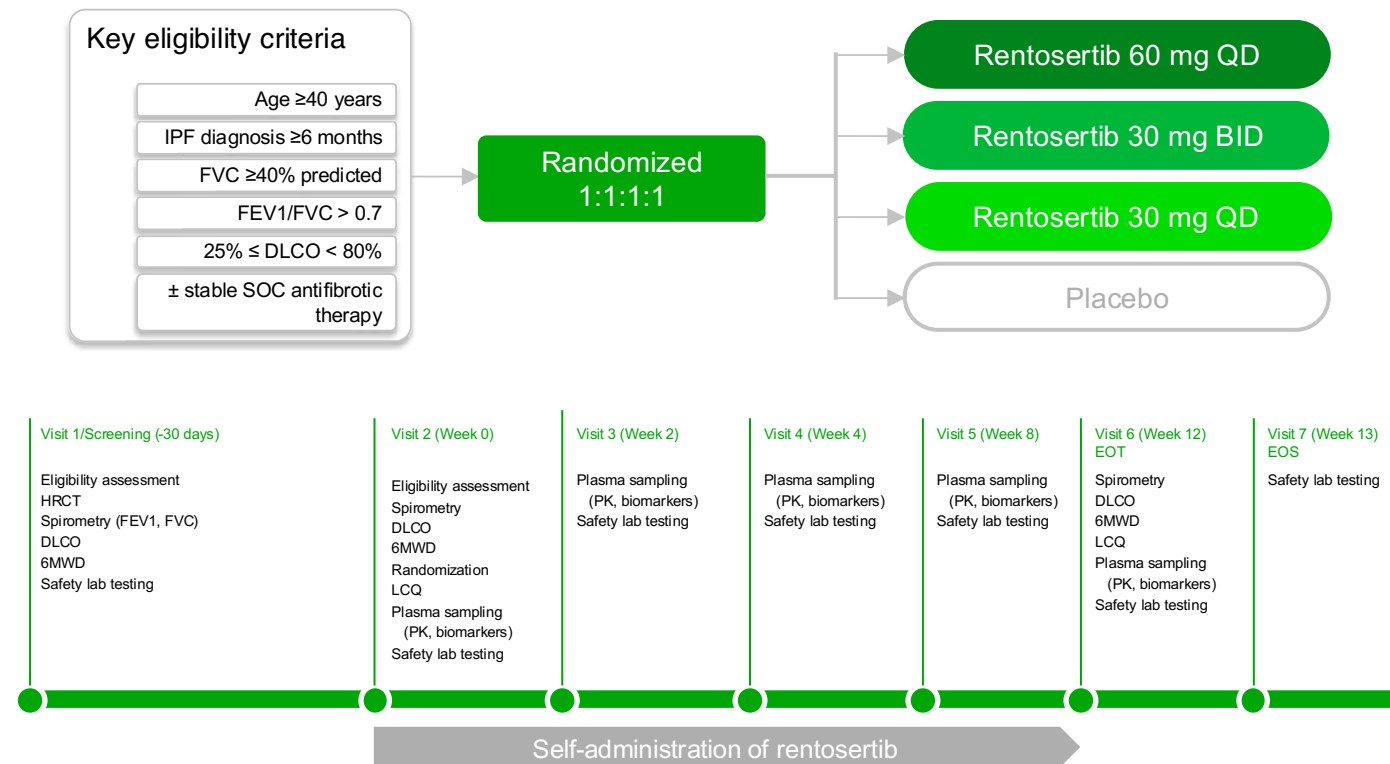 Key eligibility criteria
Age ≥40 years
IPF diagnosis ≥6 months
FVC ≥40% predicted
FEV1/FVC > 0.7
25% ≤ DLCO < 80%
± stable SOC antifibrotic
therapy
Randomized
1:1:1:1
Rentosertib 60 mg QD
Rentosertib 30 mg BID
Rentosertib 30 mg QD
Placebo
Visit 1/Screening (-30 days)
Eligibility assessment
HRCT
Spirometry (FEV1, FVC)
DLCO
6MWD
Safety lab testing
Visit 2 (Week 0)
Eligibility assessment
Spirometry
DLCO
6MWD
Randomization
LCQ
Plasma sampling
(PK, biomarkers)
Safety lab testing
Visit 3 (Week 2)
Plasma sampling
(PK, biomarkers)
Safety lab testing
Visit 4 (Week 4)
Plasma sampling
(PK, biomarkers)
Safety lab testing
Visit 5 (Week 8)
Plasma sampling
(PK, biomarkers)
Safety lab testing
Visit 6 (Week 12)
EOT
Spirometry
DLCO
6MWD
LCQ
Plasma sampling
(PK, biomarkers)
Safety lab testing
Visit 7 (Week 13)
EOS
Safety lab testing
Self-administration of rentosertib